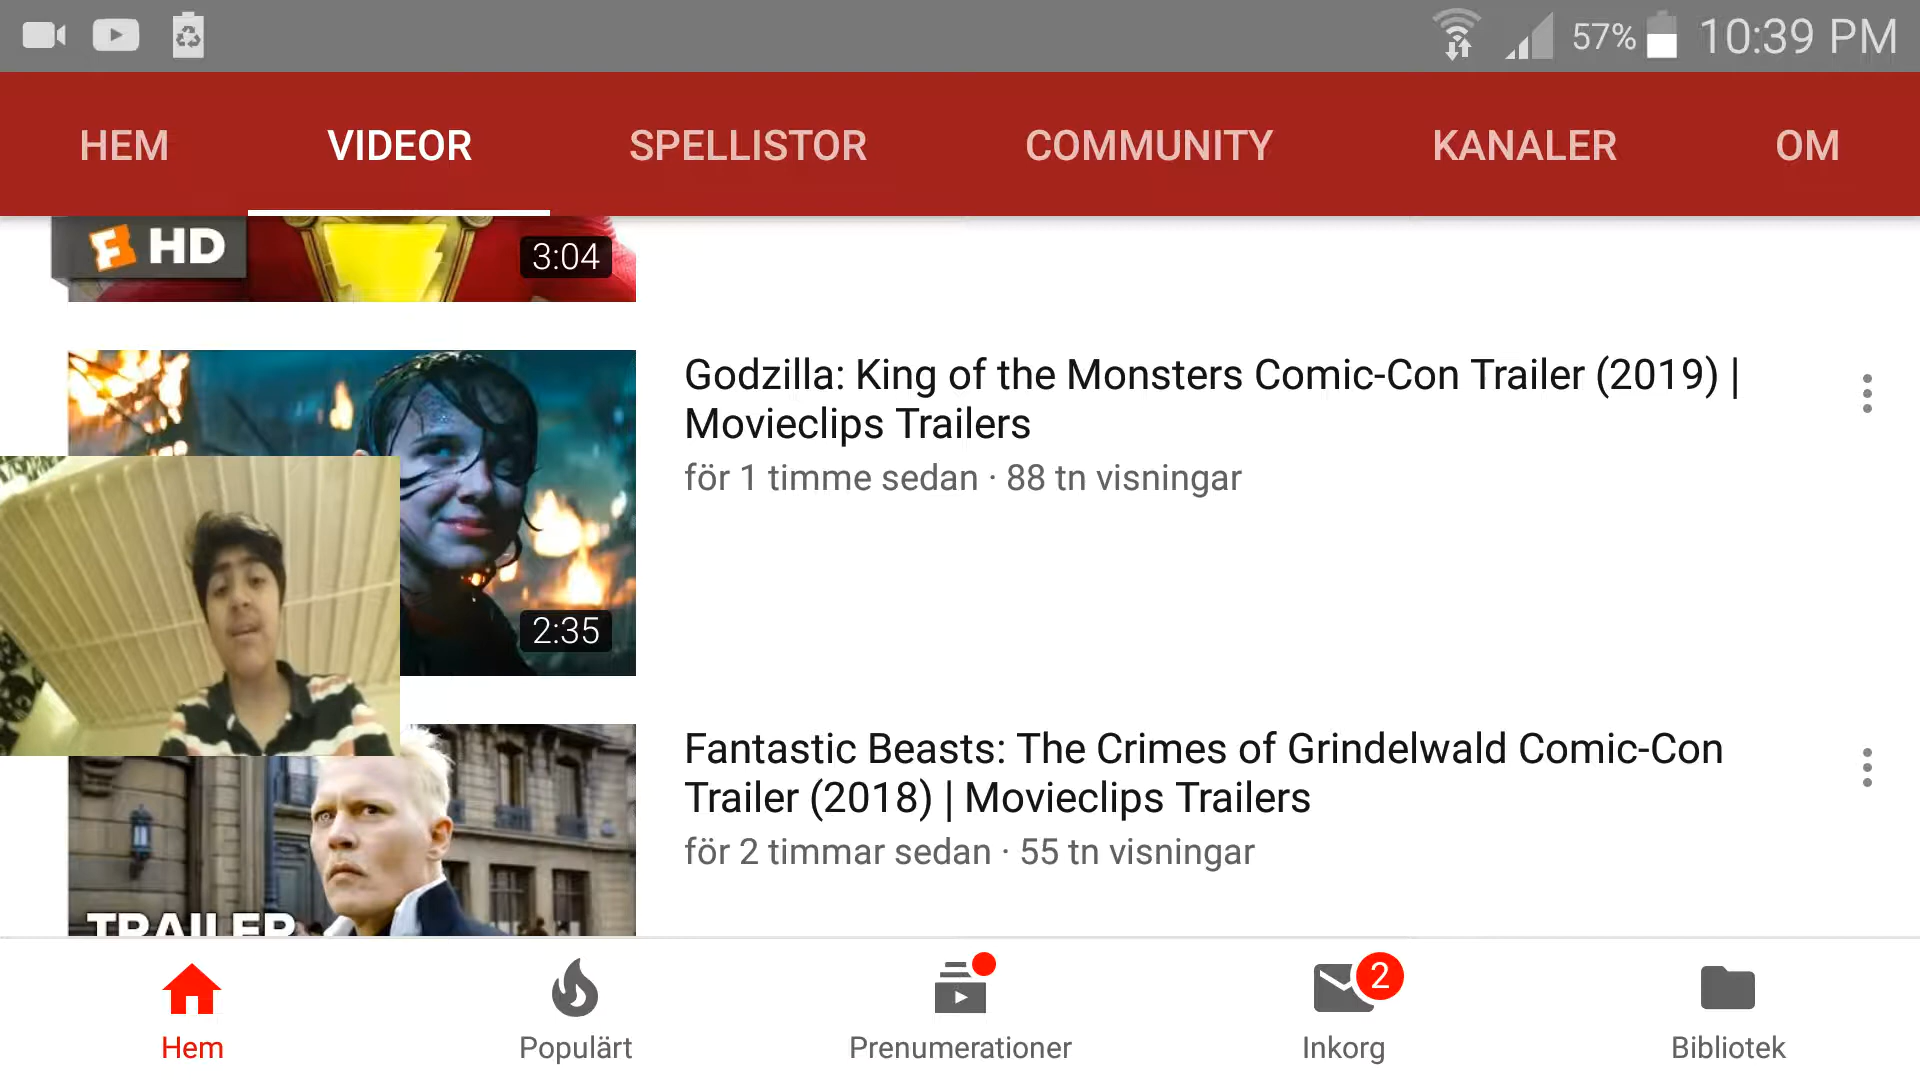 57% 10:39 PM
HEM VIDEOR SPELLISTOR COMMUNITY KANALER OM
HD
3:04
Godzilla: King of the Monsters Comic-Con Trailer (2019) |
Movieclips Trailers
för 1 timme sedan · 88 tn visningar
2:35
Fantastic Beasts: The Crimes of Grindelwald Comic-Con
Trailer (2018) | Movieclips Trailers
för 2 timmar sedan · 55 tn visningar
TRAILER
2
Hem Populärt Prenumerationer Inkorg Bibliotek